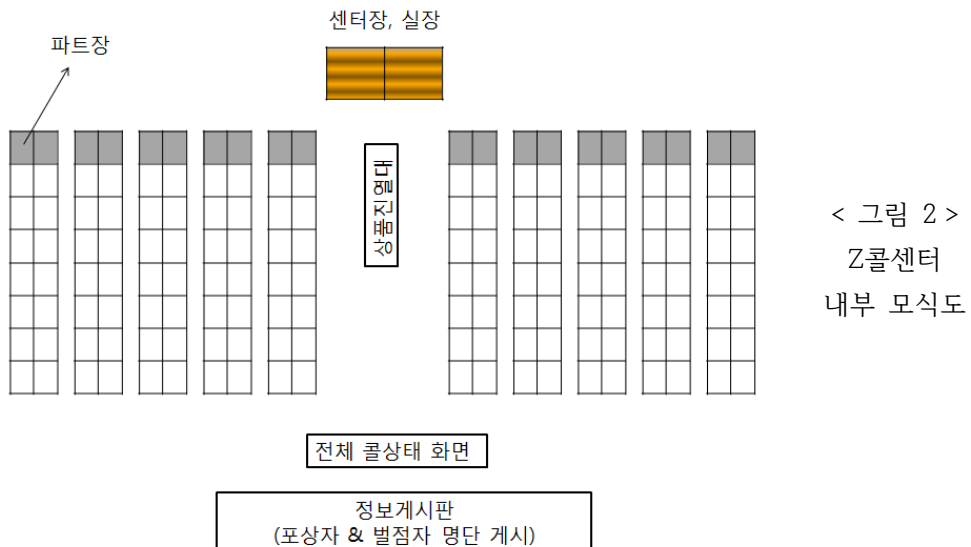 센터장, 실장
파트장
상품진열대
< 그림 2 >
Z콜센터
내부 모식도
전체 콜상태 화면
정보게시판
(포상자 & 벌점자 명단 게시)